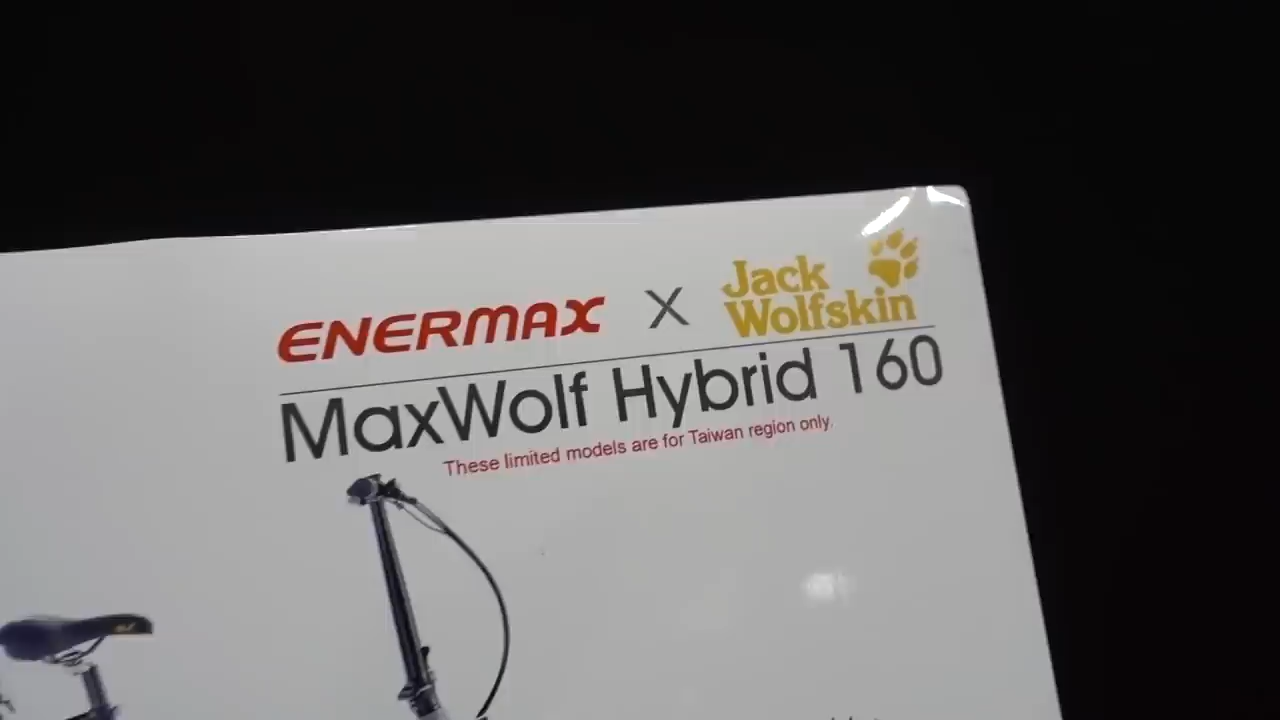 ENERMAX X Jack Wolfskin
MaxWolf Hybrid 160
These limited models are for Taiwan region only.